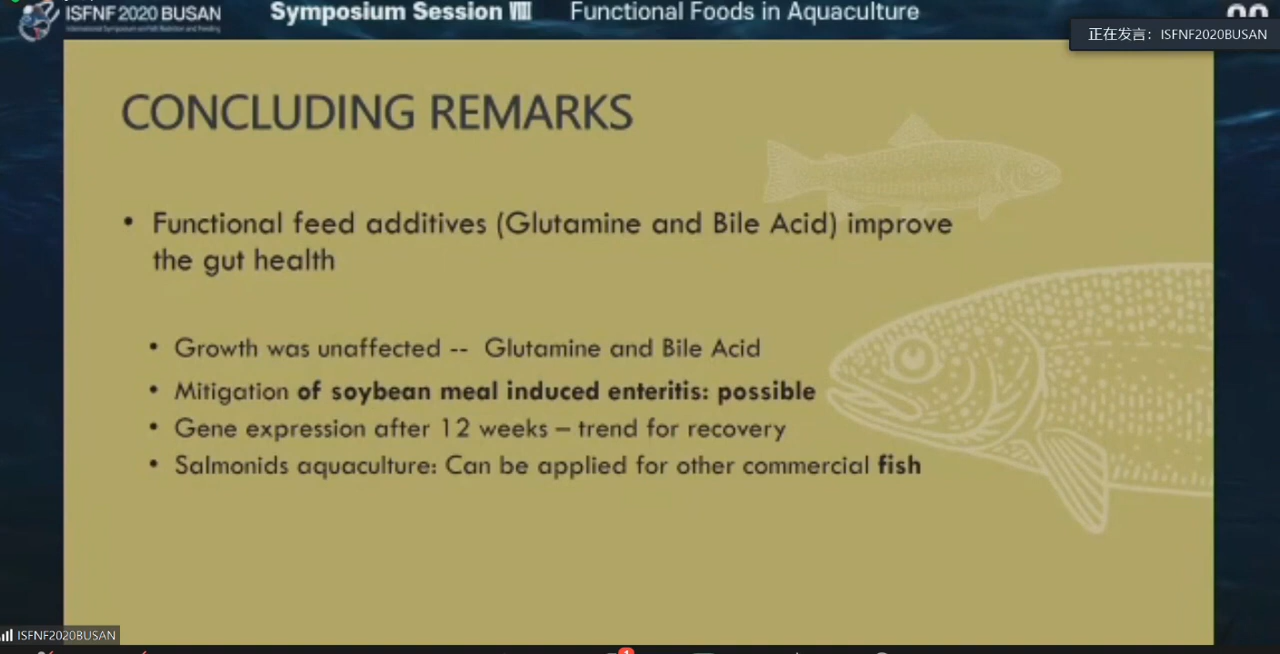 ISFNF 2020 BUSAN
Symposium Session Ⅷ Functional Foods in Aquaculture
正在发言：ISFNF2020BUSAN
CONCLUDING REMARKS
• Functional feed additives (Glutamine and Bile Acid) improve
the gut health
• Growth was unaffected -- Glutamine and Bile Acid
• Mitigation of soybean meal induced enteritis: possible
• Gene expression after 12 weeks – trend for recovery
• Salmonids aquaculture: Can be applied for other commercial fish
ISFNF2020BUSAN
1